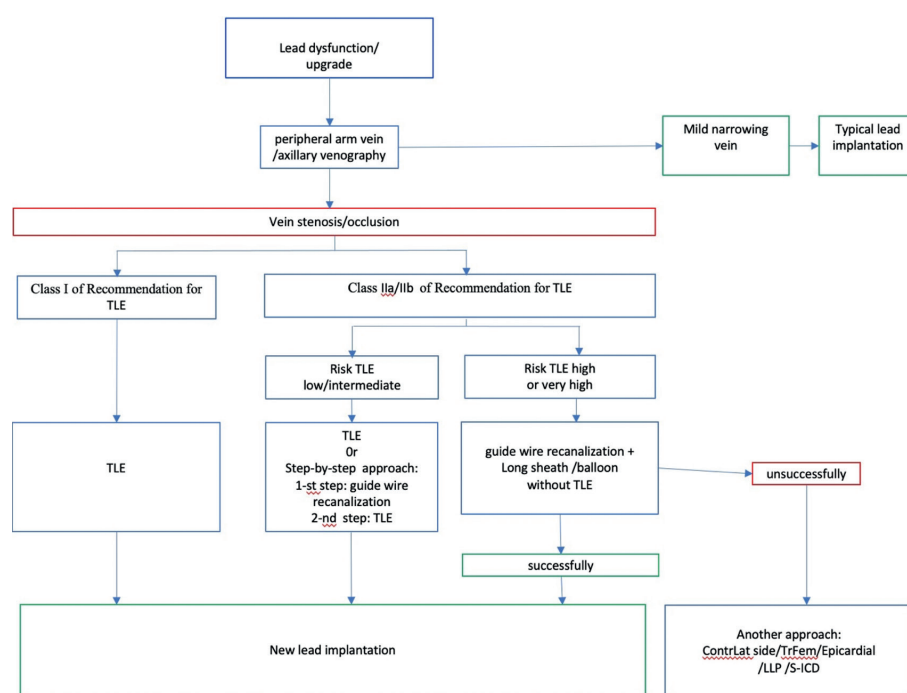 Lead dysfunction/
upgrade
peripheral arm vein
/axillary venography
Mild narrowing
vein
Typical lead
implantation
Vein stenosis/occlusion
Class I of Recommendation for
TLE
Class IIa/IIb of Recommendation for TLE
Risk TLE
low/intermediate
Risk TLE high
or very high
TLE
TLE
0r
Step-by-step approach:
1-st step: guide wire
recanalization
2-nd step: TLE
guide wire recanalization +
Long sheath /balloon
without TLE
unsuccessfully
successfully
New lead implantation
Another approach:
ContrLat side/TrFem/Epicardial
/LLP /S-ICD